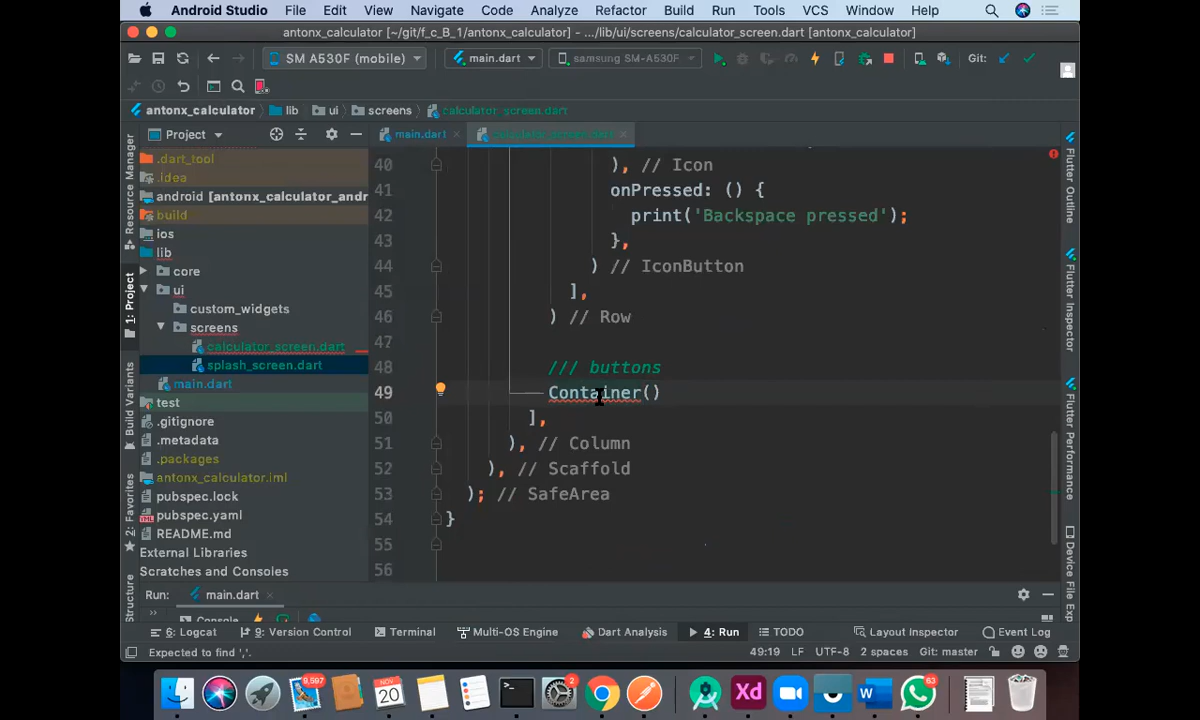 Android Studio File Edit View Navigate Code Analyze Refactor Build Run Tools VCS Window Help
antonx_calculator [~/git/f_c_B_1/antonx_calculator] - .../lib/ui/screens/calculator_screen.dart [antonx_calculator]
SM A530F (mobile) main.dart samsung SM-A530F Git:
antonx_calculator lib ui screens calculator_screen.dart
Project main.dart calculator_screen.dart
.dart_tool
.idea
android [antonx_calculator_andr
build
ios
lib
core
ui
custom_widgets
screens
calculator_screen.dart
splash_screen.dart
main.dart
test
.gitignore
.metadata
.packages
antonx_calculator.iml
pubspec.lock
pubspec.yaml
README.md
External Libraries
Scratches and Consoles
Resource Manager
1: Project
Build Variants
2: Favorites
Structure
40 ), // Icon
41 onPressed: () {
42 print('Backspace pressed');
43 },
44 ) // IconButton
45 ],
46 ) // Row
47
48 /// buttons
49 Container()
50 ],
51 ), // Column
52 ), // Scaffold
53 ); // SafeArea
54 }
55
56
Flutter Outline
Flutter Inspector
Flutter Performance
Device File Exp
Run: main.dart
Console
6: Logcat 9: Version Control Terminal Multi-OS Engine Dart Analysis 4: Run TODO Layout Inspector Event Log
Expected to find ','. 49:19 LF UTF-8 2 spaces Git: master
9,597 NOV 20 2 Xd W 63